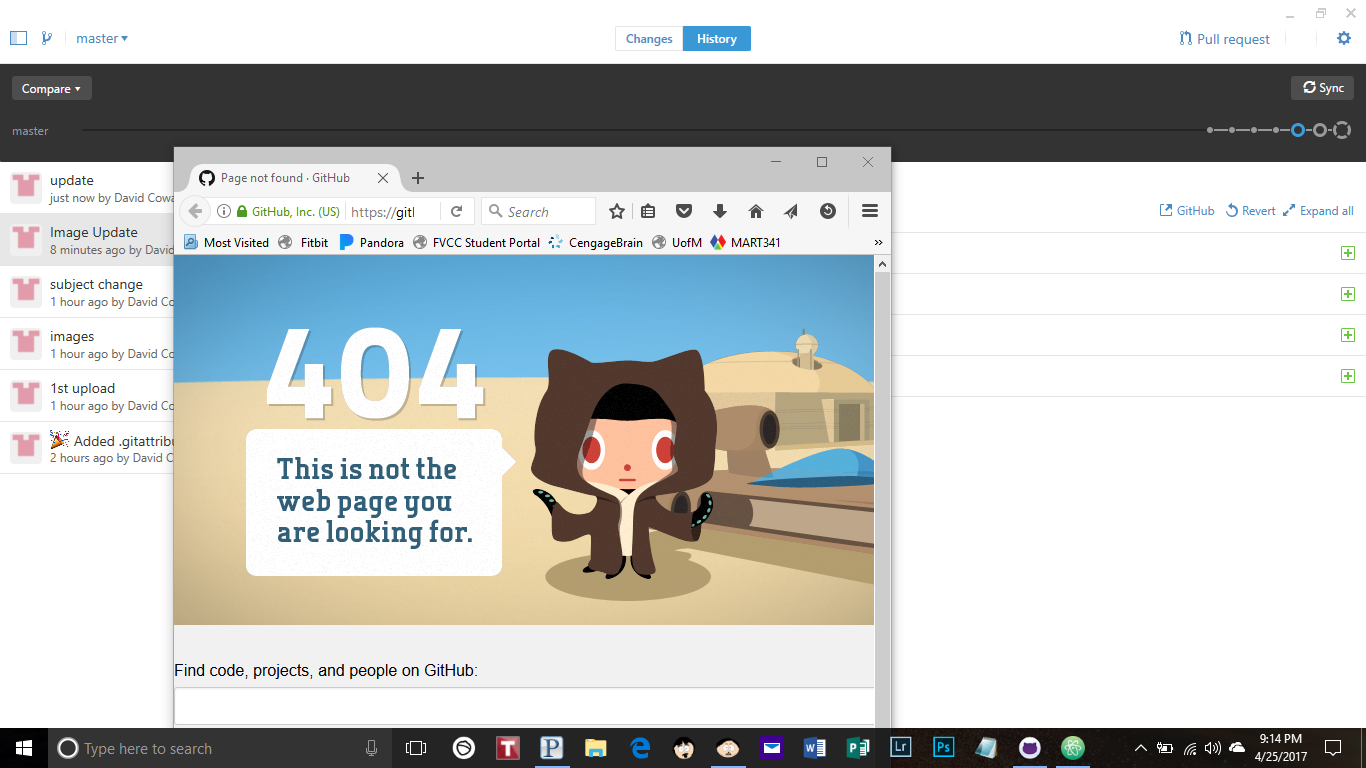 master
Changes
History
Pull request
Compare
Sync
master
update
just now by David Cowa
Image Update
8 minutes ago by David
subject change
1 hour ago by David Co
images
1 hour ago by David Co
1st upload
1 hour ago by David Co
Added .gitattribu
2 hours ago by David C
GitHub
Revert
Expand all
Page not found · GitHub
GitHub, Inc. (US)
https://gitl
Search
Most Visited
Fitbit
Pandora
FVCC Student Portal
CengageBrain
UofM
MART341
404
This is not the
web page you
are looking for.
Find code, projects, and people on GitHub:
Type here to search
9:14 PM
4/25/2017